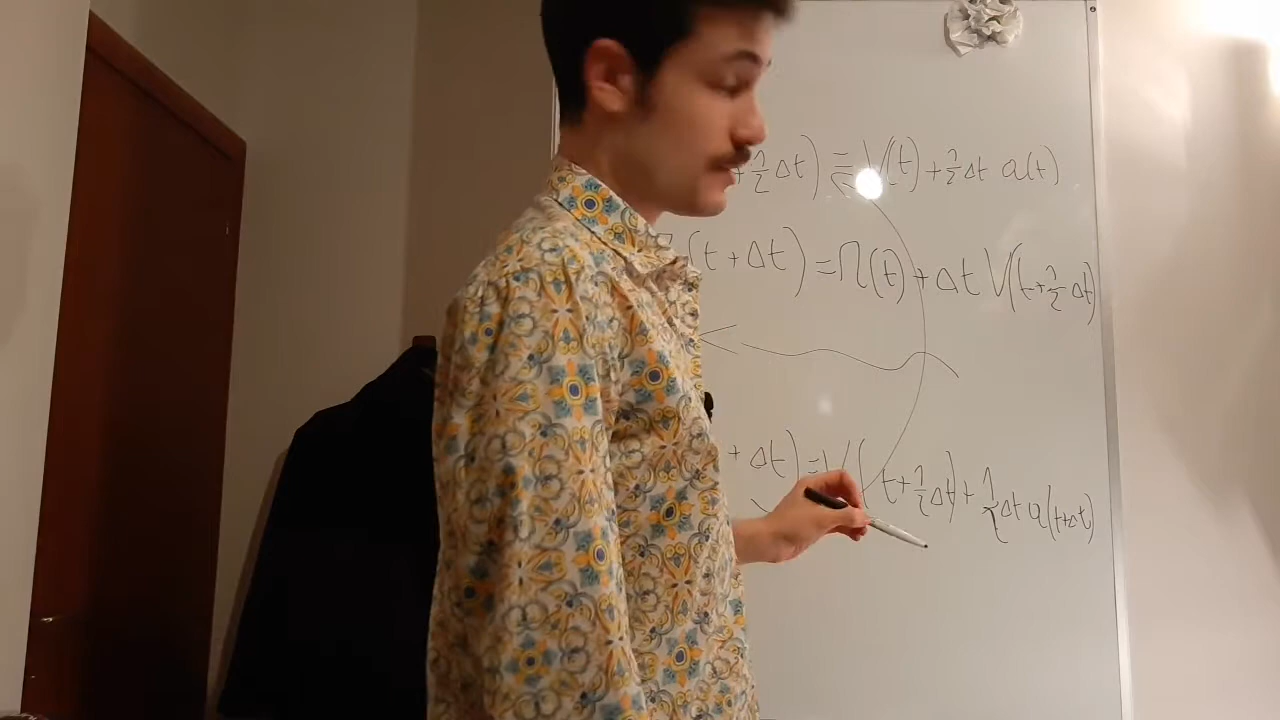 + 1/2 Δt) = V(t) + 1/2 Δt a(t)
(t + Δt) = r(t) + Δt V(t + 1/2 Δt)
+ Δt) = V(t + 1/2 Δt) + 1/2 Δt a(t+Δt)